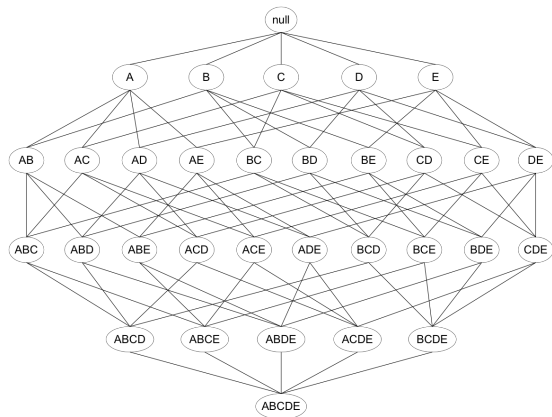 null
A B C D E
AB AC AD AE BC BD BE CD CE DE
ABC ABD ABE ACD ACE ADE BCD BCE BDE CDE
ABCD ABCE ABDE ACDE BCDE
ABCDE